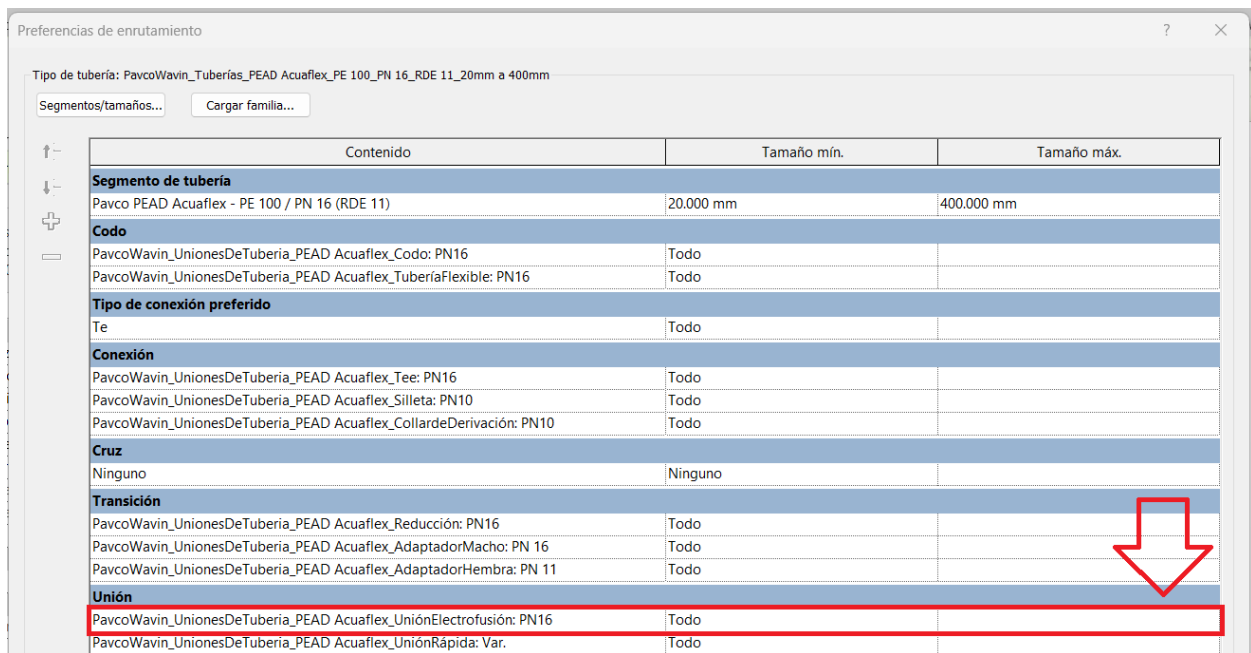 Preferencias de enrutamiento ?
Tipo de tubería: PavcoWavin_Tuberías_PEAD Acuaflex_PE 100_PN 16_RDE 11_20mm a 400mm
Segmentos/tamaños... Cargar familia...
Contenido Tamaño mín. Tamaño máx.
Segmento de tubería
Pavco PEAD Acuaflex - PE 100 / PN 16 (RDE 11) 20.000 mm 400.000 mm
Codo
PavcoWavin_UnionesDeTuberia_PEAD Acuaflex_Codo: PN16 Todo
PavcoWavin_UnionesDeTuberia_PEAD Acuaflex_TuberíaFlexible: PN16 Todo
Tipo de conexión preferido
Te Todo
Conexión
PavcoWavin_UnionesDeTuberia_PEAD Acuaflex_Tee: PN16 Todo
PavcoWavin_UnionesDeTuberia_PEAD Acuaflex_Silleta: PN10 Todo
PavcoWavin_UnionesDeTuberia_PEAD Acuaflex_CollardeDerivación: PN10 Todo
Cruz
Ninguno Ninguno
Transición
PavcoWavin_UnionesDeTuberia_PEAD Acuaflex_Reducción: PN16 Todo
PavcoWavin_UnionesDeTuberia_PEAD Acuaflex_AdaptadorMacho: PN 16 Todo
PavcoWavin_UnionesDeTuberia_PEAD Acuaflex_AdaptadorHembra: PN 11 Todo
Unión
PavcoWavin_UnionesDeTuberia_PEAD Acuaflex_UniónElectrofusión: PN16 Todo
PavcoWavin_UnionesDeTuberia_PEAD Acuaflex_UniónRápida: Var. Todo